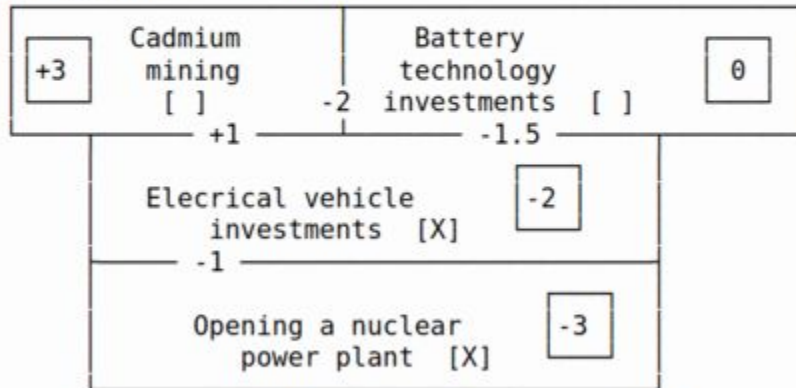 Cadmium Battery
+3 mining technology 0
[ ] -2 investments [ ]
+1 -1.5
Elecrical vehicle -2
investments [X]
-1
Opening a nuclear -3
power plant [X]